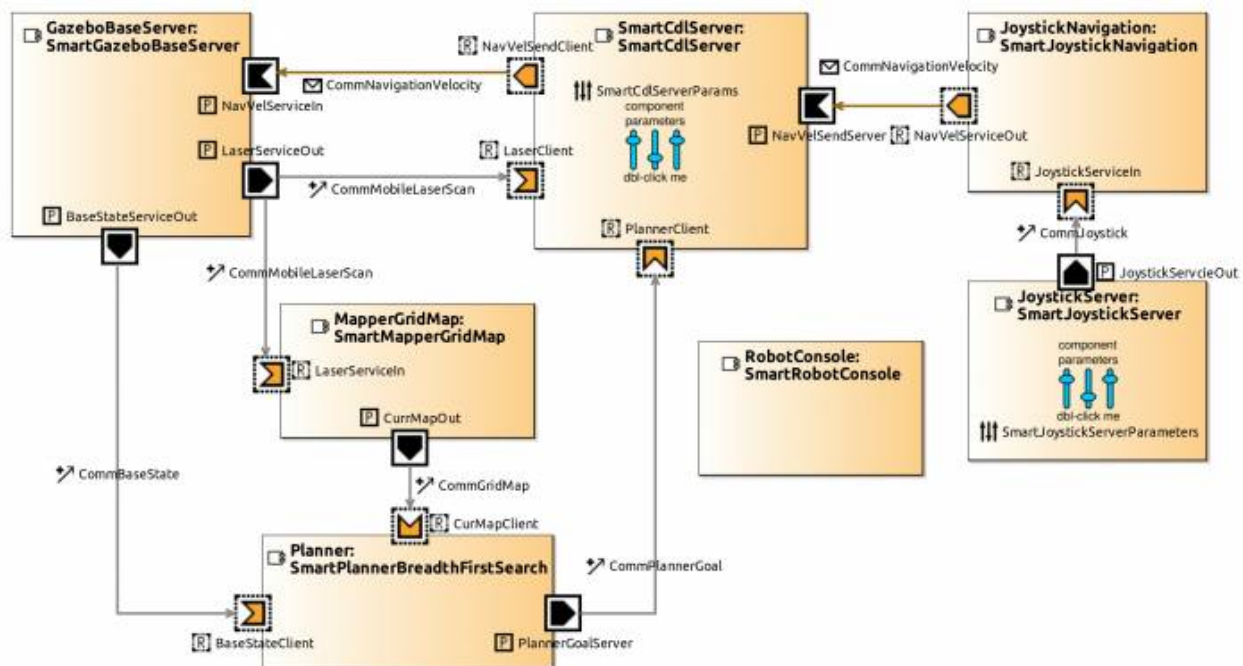 GazeboBaseServer:
SmartGazeboBaseServer
P NavVelServiceIn
P LaserServiceOut
P BaseStateServiceOut
R NavVelSendClient
CommNavigationVelocity
SmartCdlServer:
SmartCdlServer
SmartCdlServerParams
component
parameters
dbl-click me
R LaserClient
CommMobileLaserScan
R PlannerClient
P NavVelSendServer
CommNavigationVelocity
R NavVelServiceOut
JoystickNavigation:
SmartJoystickNavigation
R JoystickServiceIn
CommJoystick
P JoystickServcieOut
JoystickServer:
SmartJoystickServer
component
parameters
dbl-click me
SmartJoystickServerParameters
CommMobileLaserScan
MapperGridMap:
SmartMapperGridMap
R LaserServiceIn
P CurrMapOut
RobotConsole:
SmartRobotConsole
CommBaseState
CommGridMap
R CurMapClient
Planner:
SmartPlannerBreadthFirstSearch
CommPlannerGoal
R BaseStateClient
P PlannerGoalServer